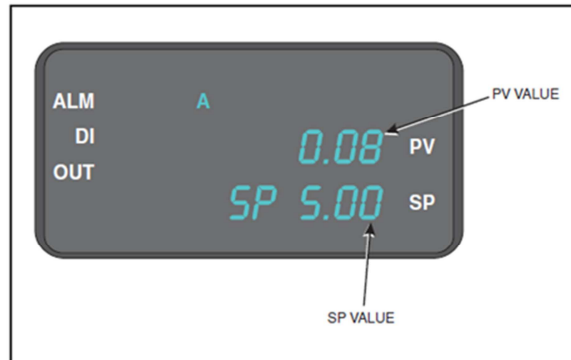 ALM A
PV VALUE
DI
0.08 PV
OUT
SP 5.00 SP
SP VALUE